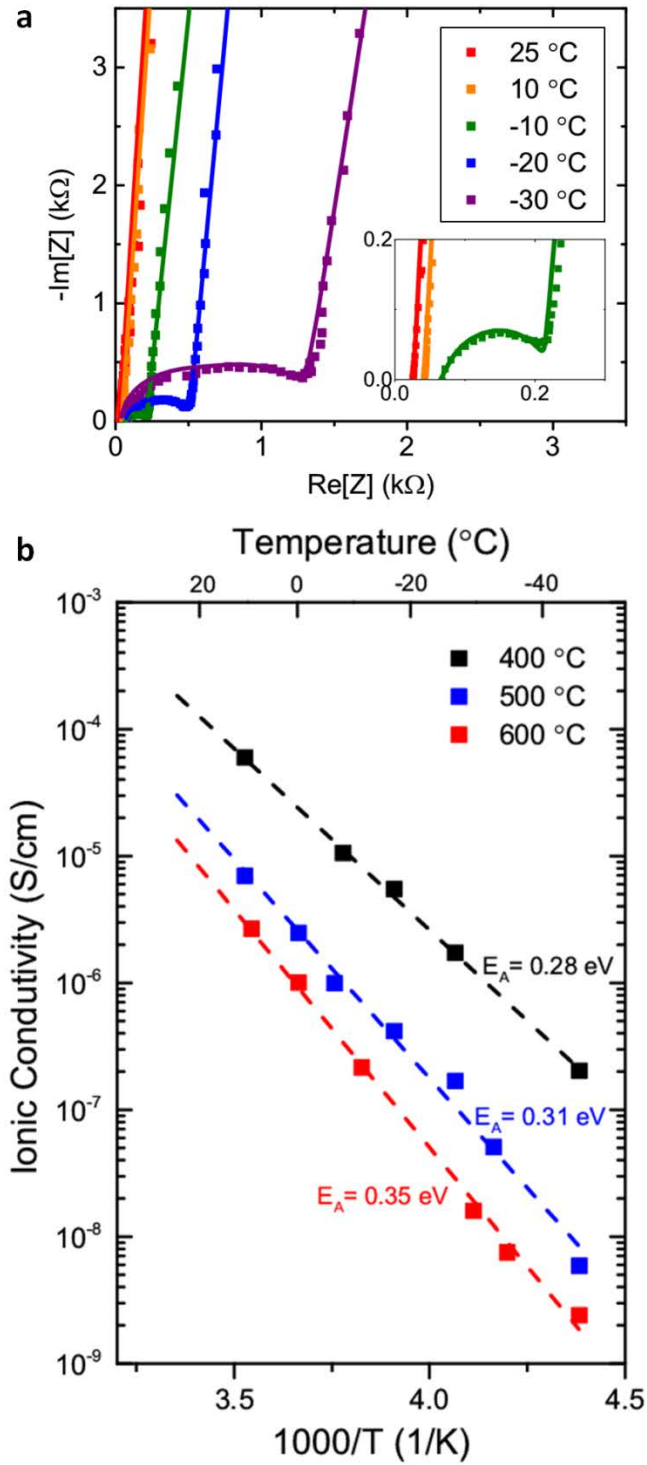 a
3
2
1
0
-Im[Z] (kΩ)
25 °C
10 °C
-10 °C
-20 °C
-30 °C
0.2
0.0
0.0 0.2
0 1 2 3
Re[Z] (kΩ)
b
Temperature (°C)
20 0 -20 -40
10-3
10-4
10-5
10-6
10-7
10-8
10-9
Ionic Condutivity (S/cm)
400 °C
500 °C
600 °C
EA= 0.28 eV
EA= 0.31 eV
EA= 0.35 eV
3.5 4.0 4.5
1000/T (1/K)